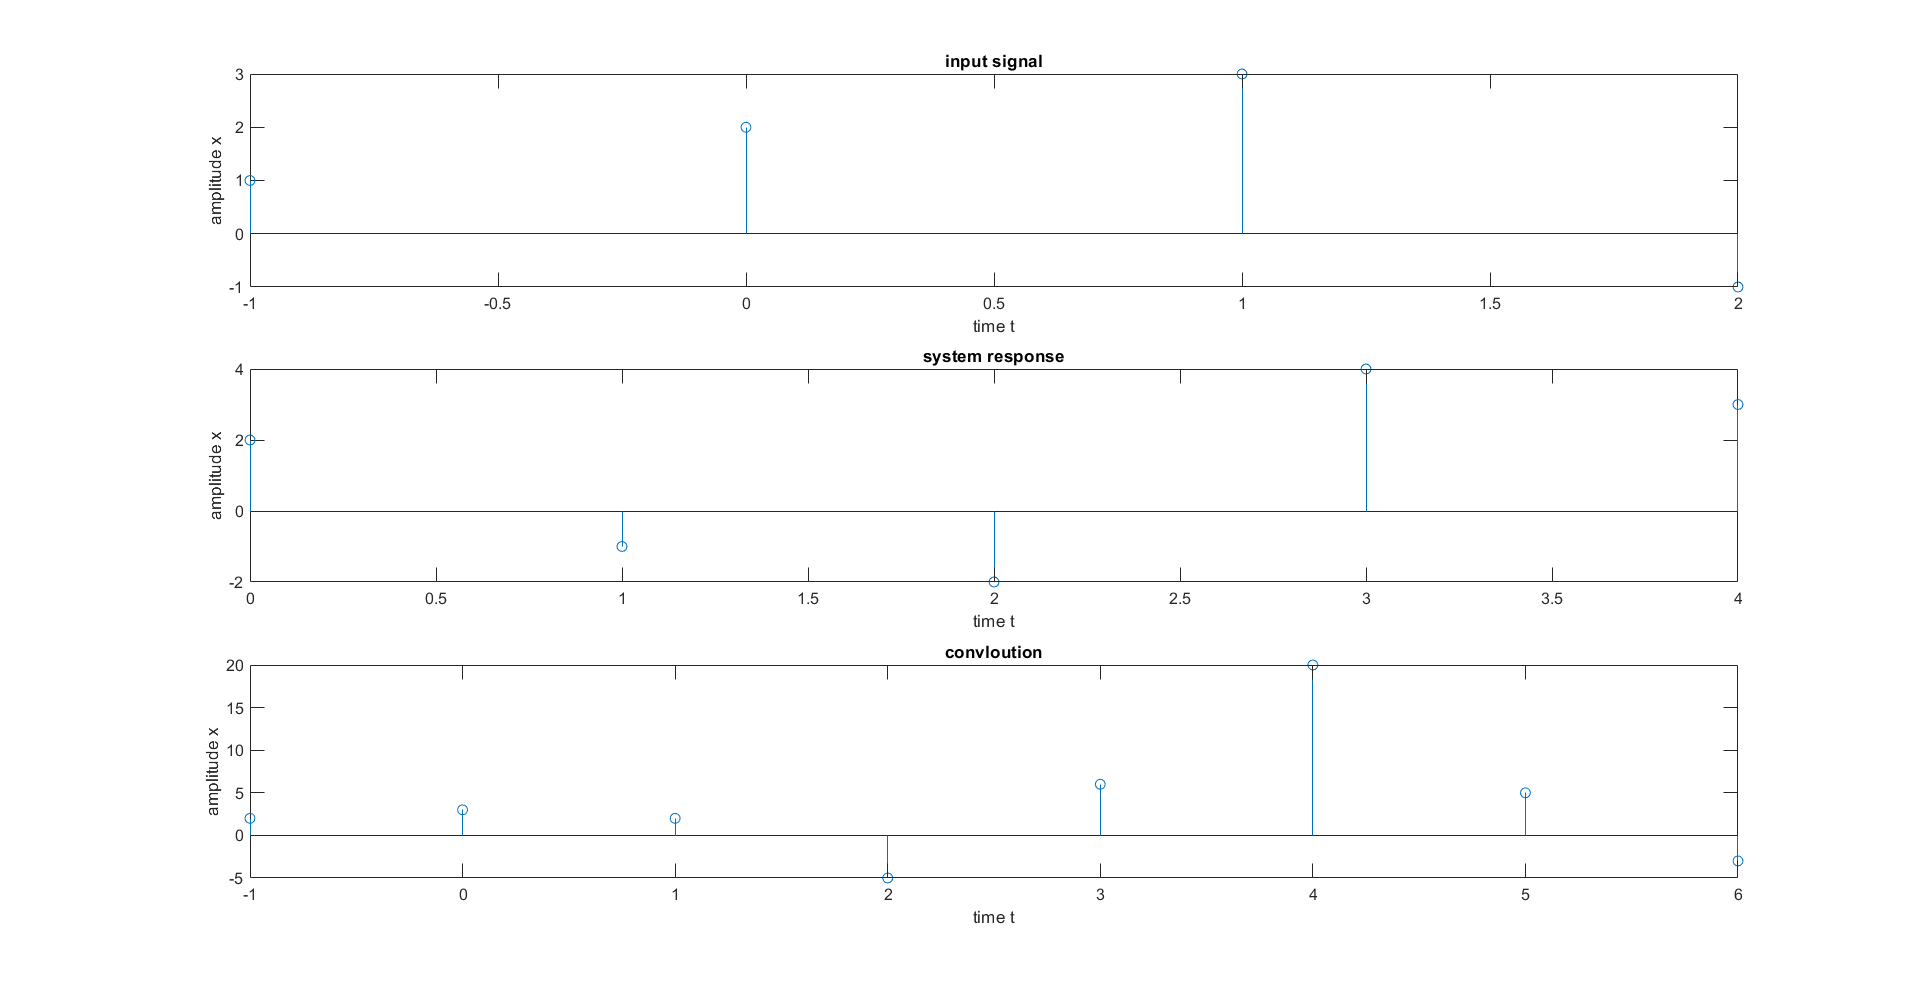 input signal
3
2
1
0
-1
amplitude x
-1 -0.5 0 0.5 1 1.5 2
time t
system response
4
2
0
-2
amplitude x
0 0.5 1 1.5 2 2.5 3 3.5 4
time t
convloution
20
15
10
5
0
-5
amplitude x
-1 0 1 2 3 4 5 6
time t